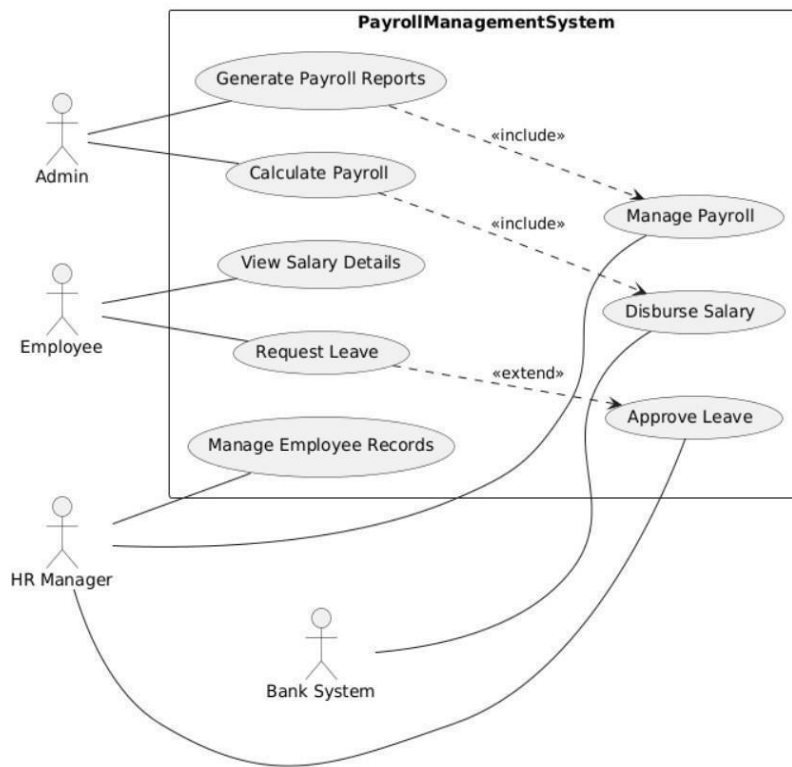 PayrollManagementSystem
Generate Payroll Reports
«include»
Admin
Calculate Payroll
Manage Payroll
«include»
View Salary Details
Disburse Salary
Employee
Request Leave
«extend»
Approve Leave
Manage Employee Records
HR Manager
Bank System